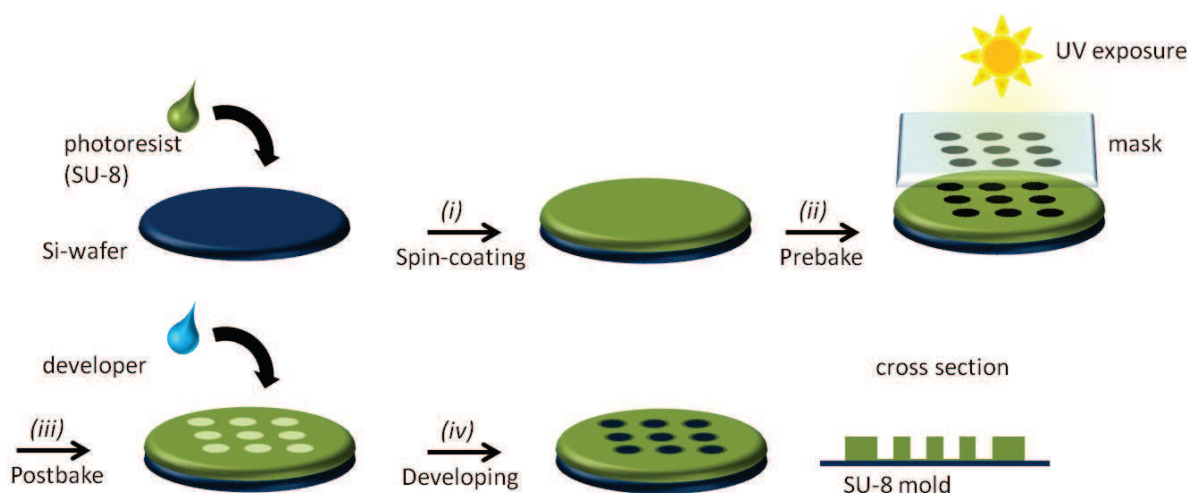 UV exposure
photoresist
(SU-8)
mask
Si-wafer
(i)
Spin-coating
(ii)
Prebake
developer
cross section
(iii)
Postbake
(iv)
Developing
SU-8 mold